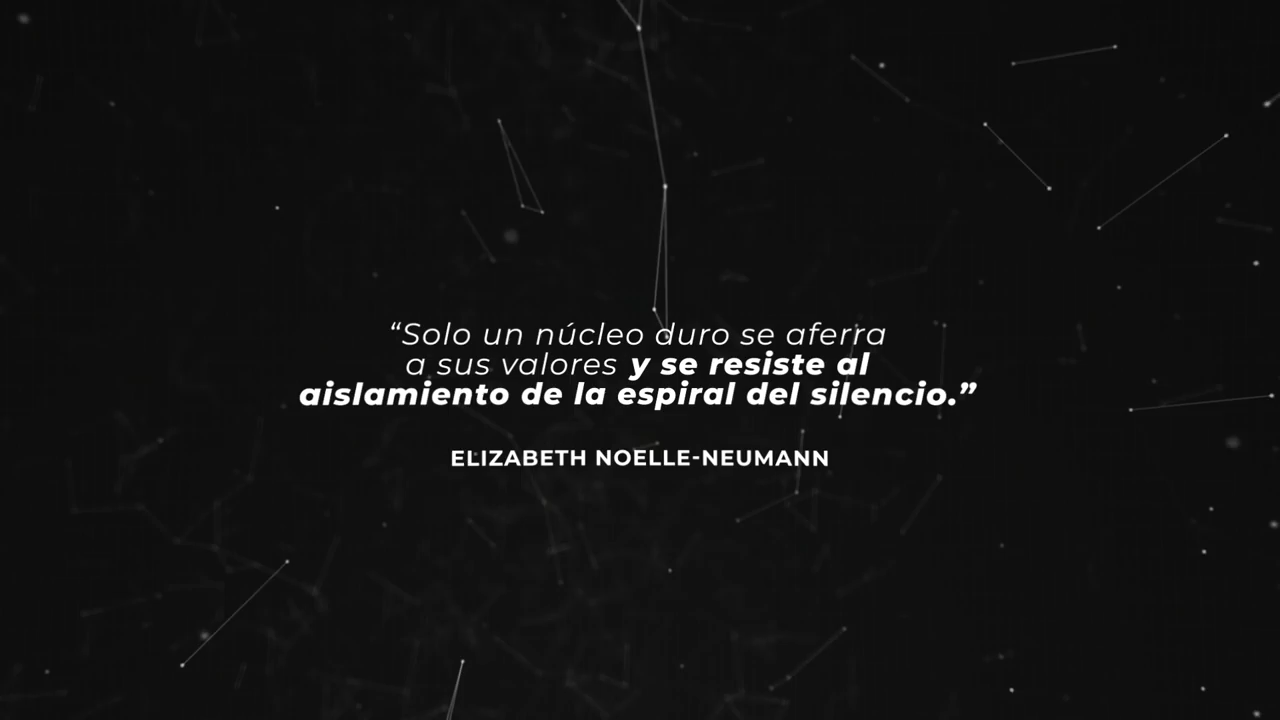 “Solo un núcleo duro se aferra
a sus valores y se resiste al
aislamiento de la espiral del silencio.”
ELIZABETH NOELLE-NEUMANN